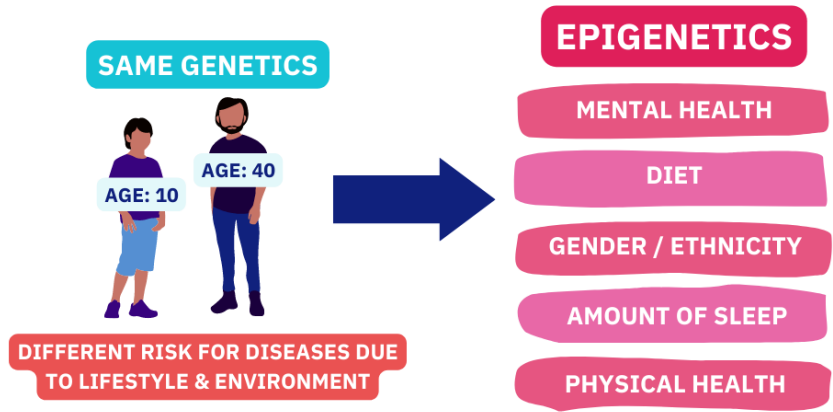 SAME GENETICS
AGE: 10
AGE: 40
DIFFERENT RISK FOR DISEASES DUE
TO LIFESTYLE & ENVIRONMENT
EPIGENETICS
MENTAL HEALTH
DIET
GENDER / ETHNICITY
AMOUNT OF SLEEP
PHYSICAL HEALTH